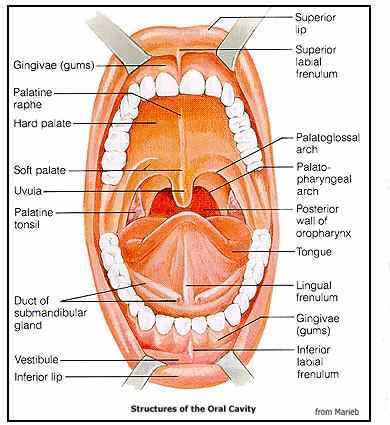 Superior
lip
Gingivae (gums)
Superior
labial
frenulum
Palatine
raphe
Hard palate
Palatoglossal
arch
Soft palate
Palato-
pharyngeal
arch
Uvula
Palatine
tonsil
Posterior
wall of
oropharynx
Tongue
Duct of
submandibular
gland
Lingual
frenulum
Gingivae
(gums)
Vestibule
Inferior lip
Inferior
labial
frenulum
Structures of the Oral Cavity
from Marieb